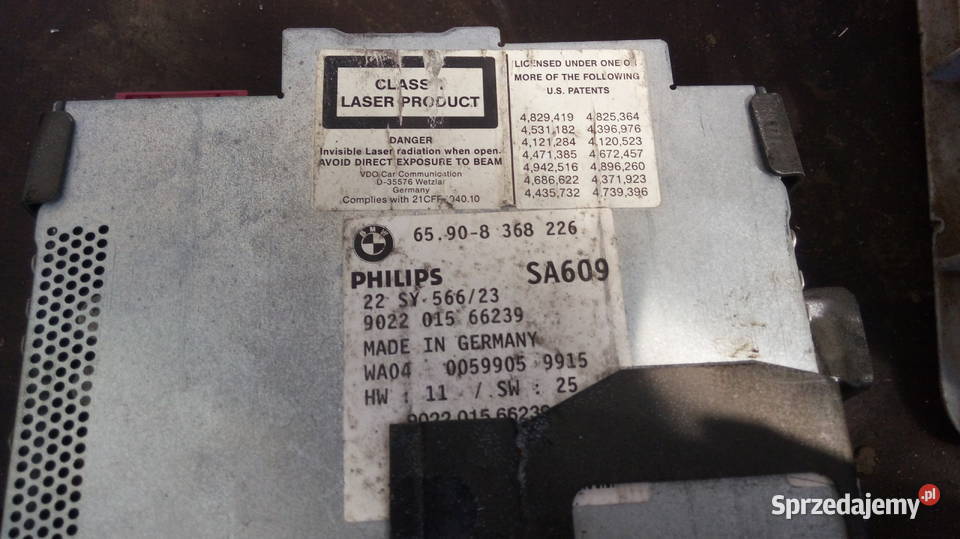 CLASS 1
LASER PRODUCT
DANGER
Invisible Laser radiation when open.
AVOID DIRECT EXPOSURE TO BEAM
VDO Car Communication
D-35576 Wetzlar
Germany
Complies with 21CFR 1040.10
LICENSED UNDER ONE OR
MORE OF THE FOLLOWING
U.S. PATENTS
4,829,419 4,825,364
4,531,182 4,396,976
4,121,284 4,120,523
4,471,385 4,672,457
4,942,516 4,896,260
4,686,622 4,371,923
4,435,732 4,739,396
BMW
65.90-8 368 226
PHILIPS SA609
22 SY 566/23
9022 015 66239
MADE IN GERMANY
WA04 0059905 9915
HW : 11 / SW : 25
9022 015 66239
Sprzedajemy.pl